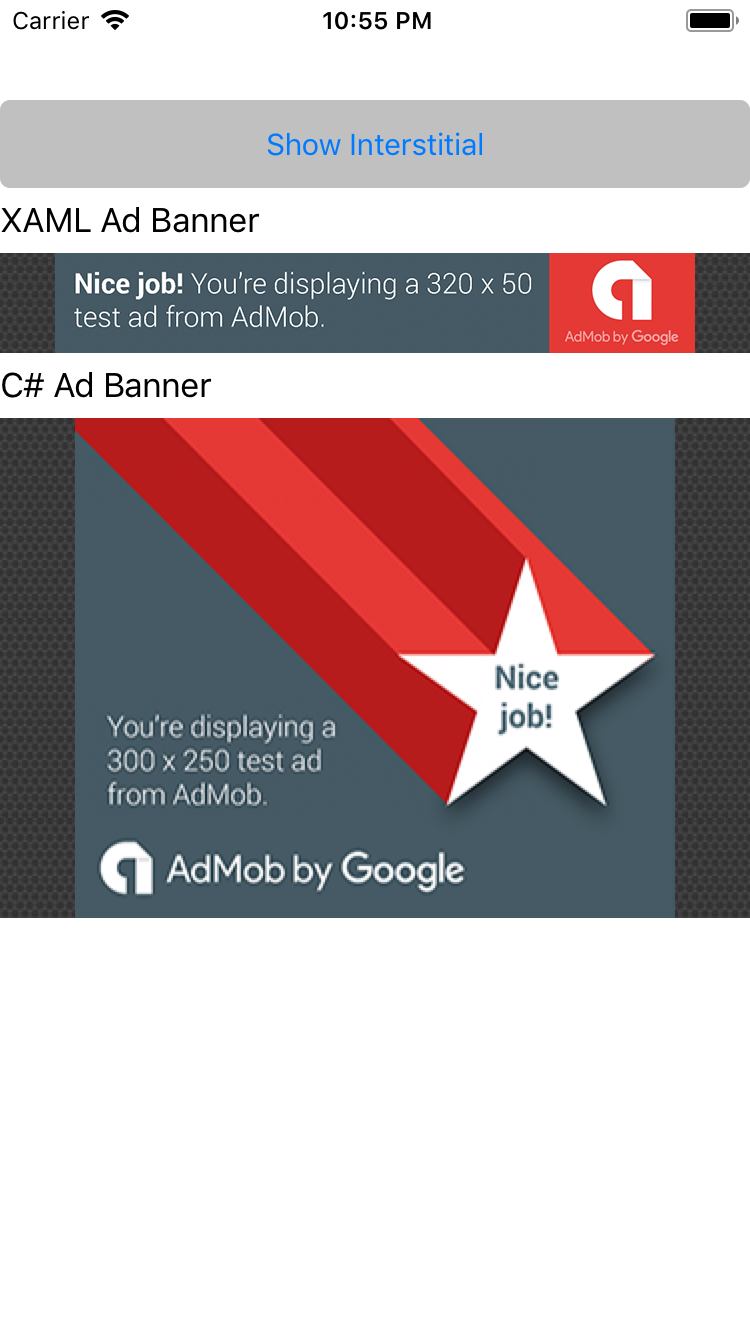 Carrier 10:55 PM
Show Interstitial
XAML Ad Banner
Nice job! You're displaying a 320 x 50
test ad from AdMob.
AdMob by Google
C# Ad Banner
Nice
job!
You're displaying a
300 x 250 test ad
from AdMob.
AdMob by Google